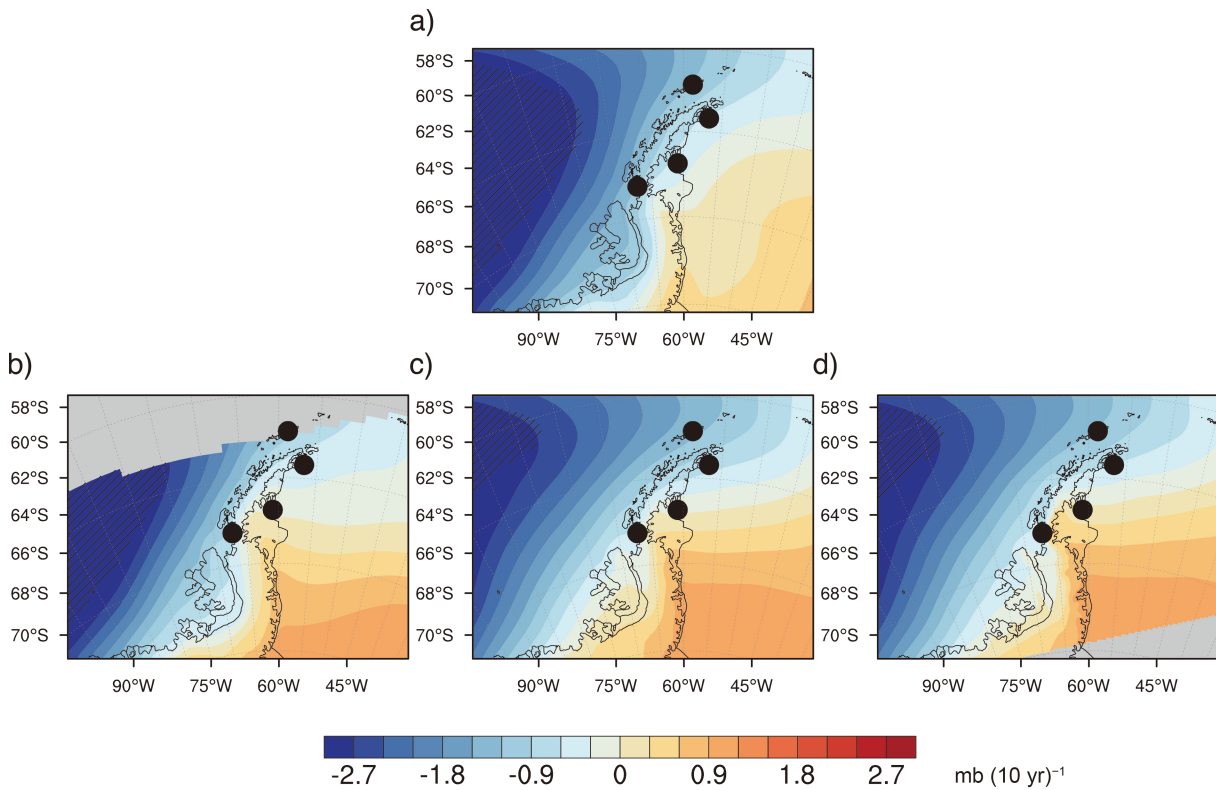 a)
58°S
60°S
62°S
64°S
66°S
68°S
70°S
90°W 75°W 60°W 45°W
b) c) d)
58°S 58°S 58°S
60°S 60°S 60°S
62°S 62°S 62°S
64°S 64°S 64°S
66°S 66°S 66°S
68°S 68°S 68°S
70°S 70°S 70°S
90°W 75°W 60°W 45°W 90°W 75°W 60°W 45°W 90°W 75°W 60°W 45°W
-2.7 -1.8 -0.9 0 0.9 1.8 2.7 mb (10 yr)⁻¹